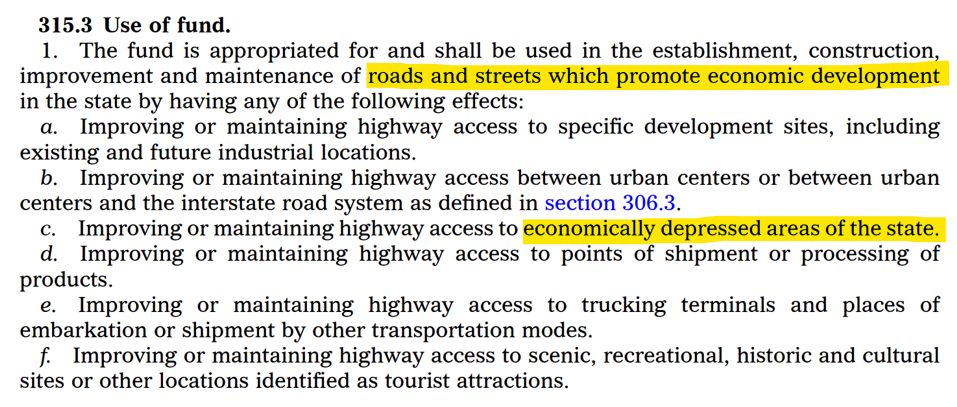 315.3 Use of fund.
1. The fund is appropriated for and shall be used in the establishment, construction,
improvement and maintenance of roads and streets which promote economic development
in the state by having any of the following effects:
a. Improving or maintaining highway access to specific development sites, including
existing and future industrial locations.
b. Improving or maintaining highway access between urban centers or between urban
centers and the interstate road system as defined in section 306.3.
c. Improving or maintaining highway access to economically depressed areas of the state.
d. Improving or maintaining highway access to points of shipment or processing of
products.
e. Improving or maintaining highway access to trucking terminals and places of
embarkation or shipment by other transportation modes.
f. Improving or maintaining highway access to scenic, recreational, historic and cultural
sites or other locations identified as tourist attractions.